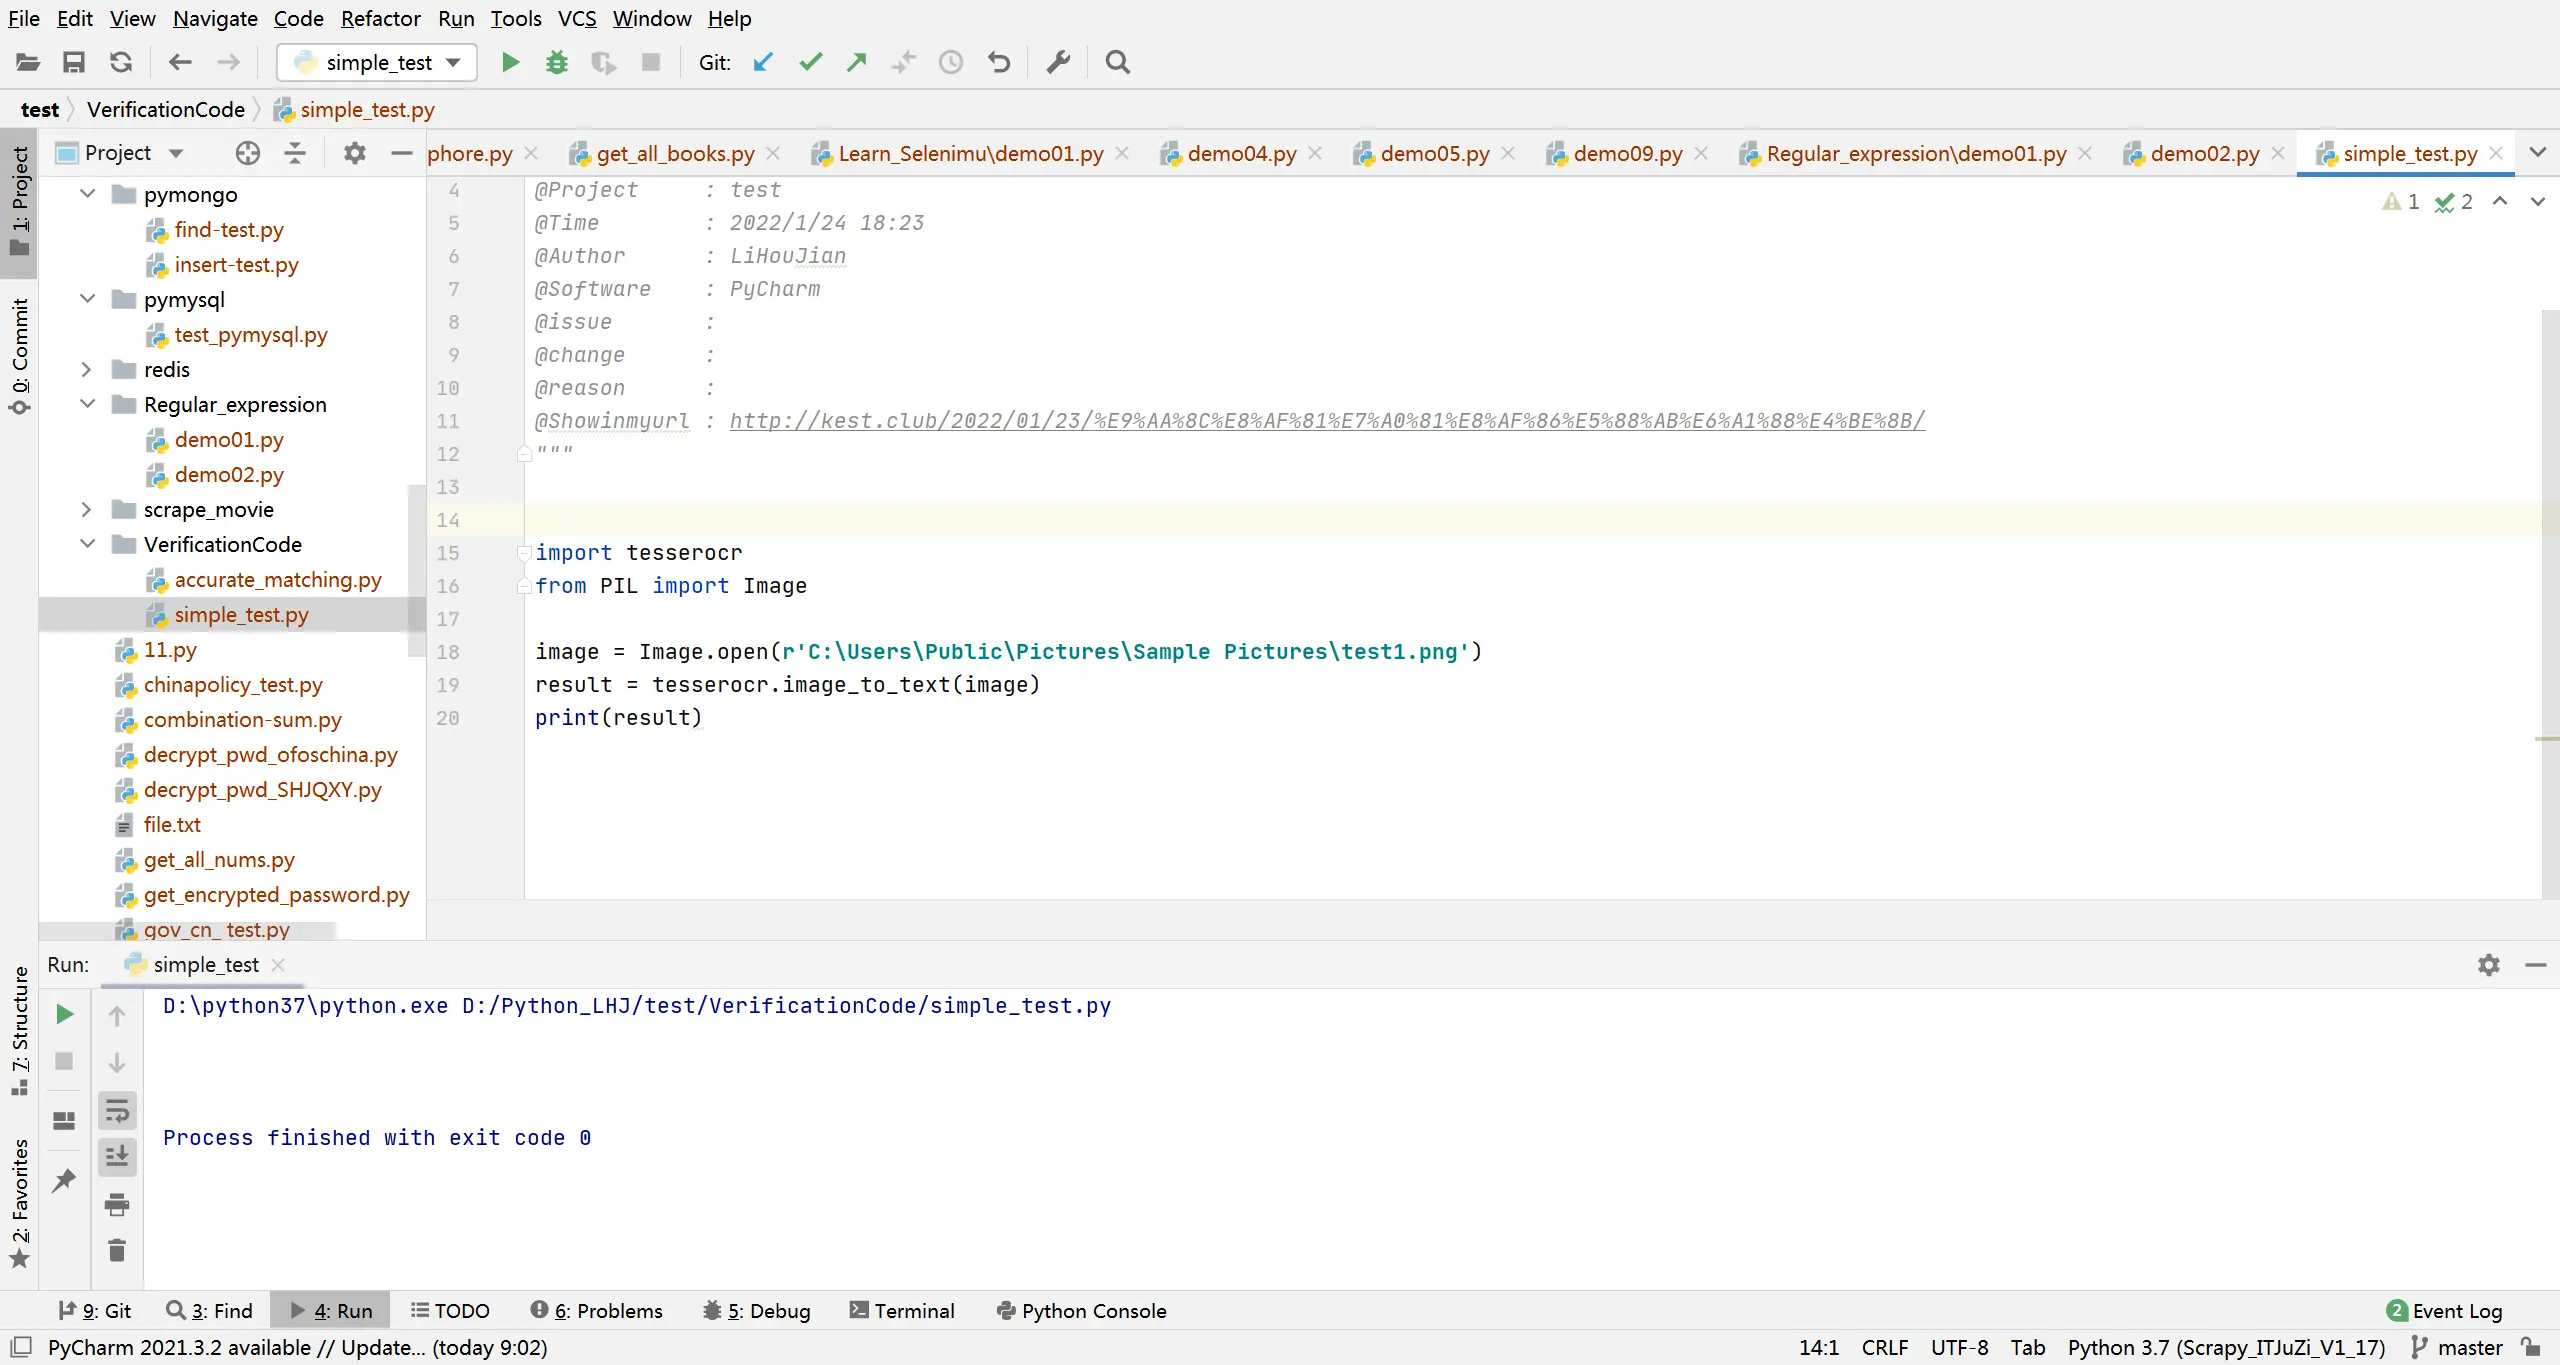 File Edit View Navigate Code Refactor Run Tools VCS Window Help
simple_test Git:
test VerificationCode simple_test.py
1: Project
0: Commit
7: Structure
2: Favorites
Project
phore.py get_all_books.py Learn_Selenimu\demo01.py demo04.py demo05.py demo09.py Regular_expression\demo01.py demo02.py simple_test.py
pymongo
find-test.py
insert-test.py
pymysql
test_pymysql.py
redis
Regular_expression
demo01.py
demo02.py
scrape_movie
VerificationCode
accurate_matching.py
simple_test.py
11.py
chinapolicy_test.py
combination-sum.py
decrypt_pwd_ofoschina.py
decrypt_pwd_SHJQXY.py
file.txt
get_all_nums.py
get_encrypted_password.py
gov_cn_ test.py
1 2
4 @Project : test
5 @Time : 2022/1/24 18:23
6 @Author : LiHouJian
7 @Software : PyCharm
8 @issue :
9 @change :
10 @reason :
11 @Showinmyurl : http://kest.club/2022/01/23/%E9%AA%8C%E8%AF%81%E7%A0%81%E8%AF%86%E5%88%AB%E6%A1%88%E4%BE%8B/
12 """
13
14
15 import tesserocr
16 from PIL import Image
17
18 image = Image.open(r'C:\Users\Public\Pictures\Sample Pictures\test1.png')
19 result = tesserocr.image_to_text(image)
20 print(result)
Run: simple_test
D:\python37\python.exe D:/Python_LHJ/test/VerificationCode/simple_test.py
Process finished with exit code 0
9: Git 3: Find 4: Run TODO 6: Problems 5: Debug Terminal Python Console 2 Event Log
PyCharm 2021.3.2 available // Update... (today 9:02) 14:1 CRLF UTF-8 Tab Python 3.7 (Scrapy_ITJuZi_V1_17) master